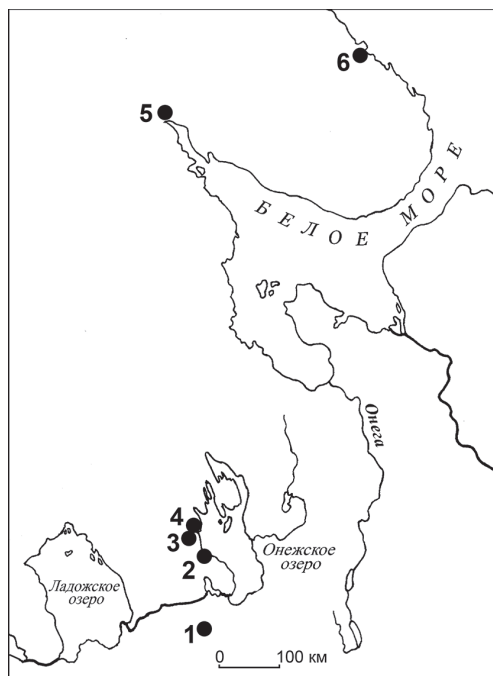 6
5
БЕЛОЕ МОРЕ
Онега
4
3
2
Онежское
озеро
Ладожское
озеро
1
0 100 км